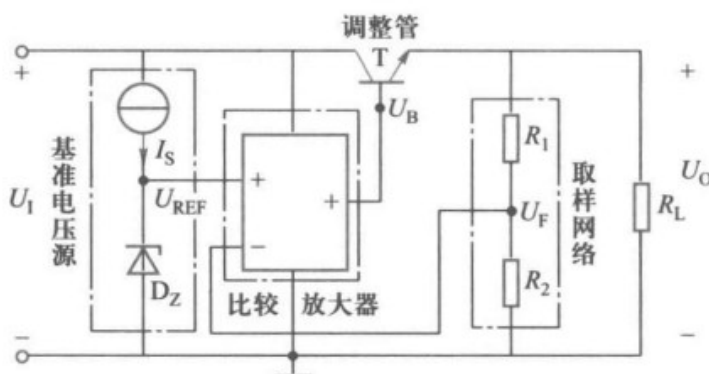 调整管
T
+
+
U_B
基准电压源
I_S
R_1
取样网络
U_I
U_REF
+
+
U_F
R_L
U_O
−
D_Z
R_2
比较 放大器
−
−